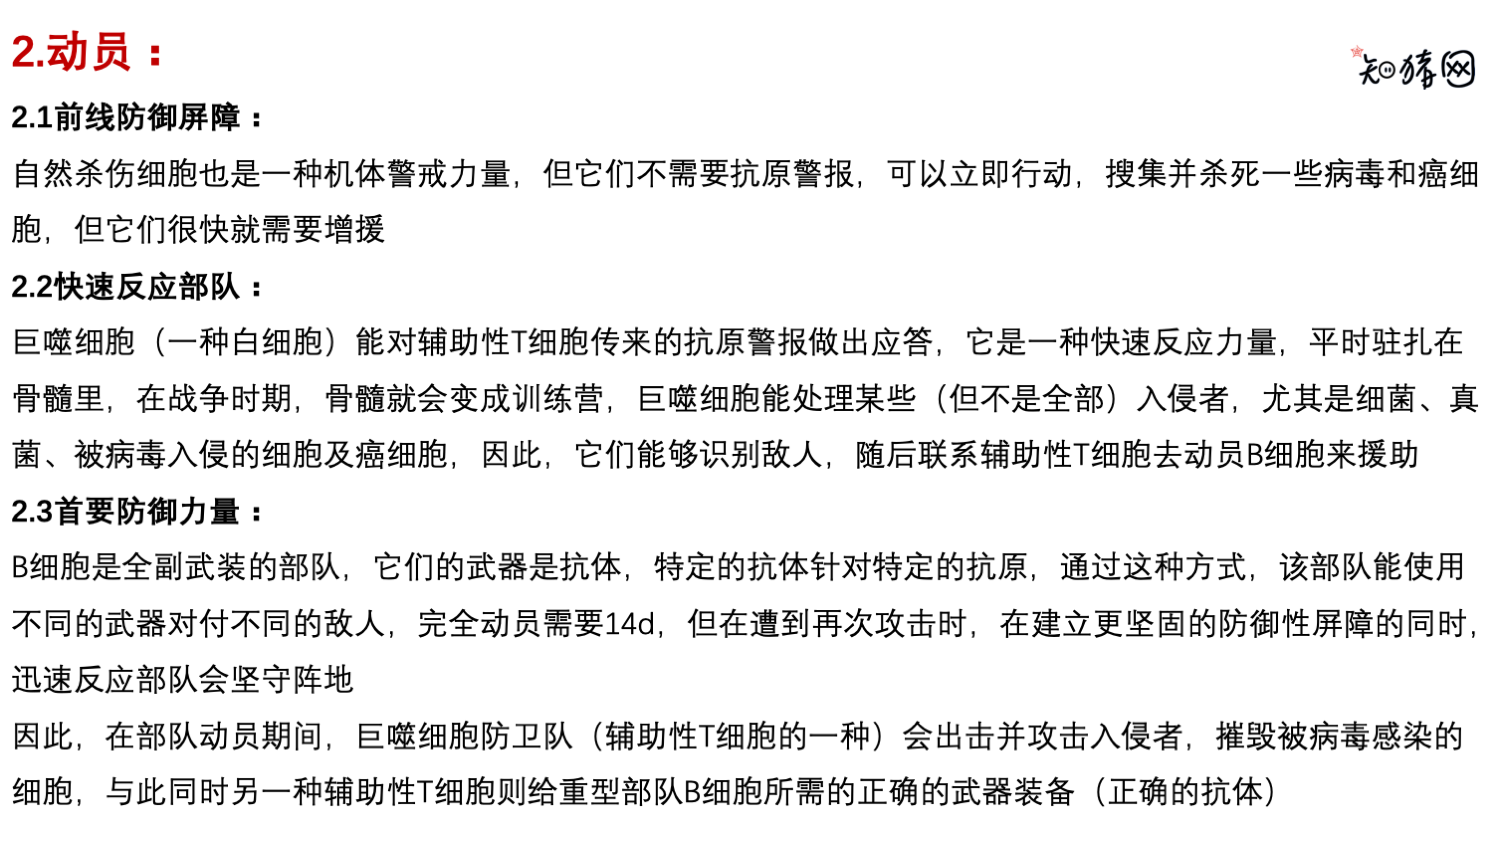 2.动员：
知猪网
2.1前线防御屏障：
自然杀伤细胞也是一种机体警戒力量，但它们不需要抗原警报，可以立即行动，搜集并杀死一些病毒和癌细
胞，但它们很快就需要增援
2.2快速反应部队：
巨噬细胞（一种白细胞）能对辅助性T细胞传来的抗原警报做出应答，它是一种快速反应力量，平时驻扎在
骨髓里，在战争时期，骨髓就会变成训练营，巨噬细胞能处理某些（但不是全部）入侵者，尤其是细菌、真
菌、被病毒入侵的细胞及癌细胞，因此，它们能够识别敌人，随后联系辅助性T细胞去动员B细胞来援助
2.3首要防御力量：
B细胞是全副武装的部队，它们的武器是抗体，特定的抗体针对特定的抗原，通过这种方式，该部队能使用
不同的武器对付不同的敌人，完全动员需要14d，但在遭到再次攻击时，在建立更坚固的防御性屏障的同时，
迅速反应部队会坚守阵地
因此，在部队动员期间，巨噬细胞防卫队（辅助性T细胞的一种）会出击并攻击入侵者，摧毁被病毒感染的
细胞，与此同时另一种辅助性T细胞则给重型部队B细胞所需的正确的武器装备（正确的抗体）